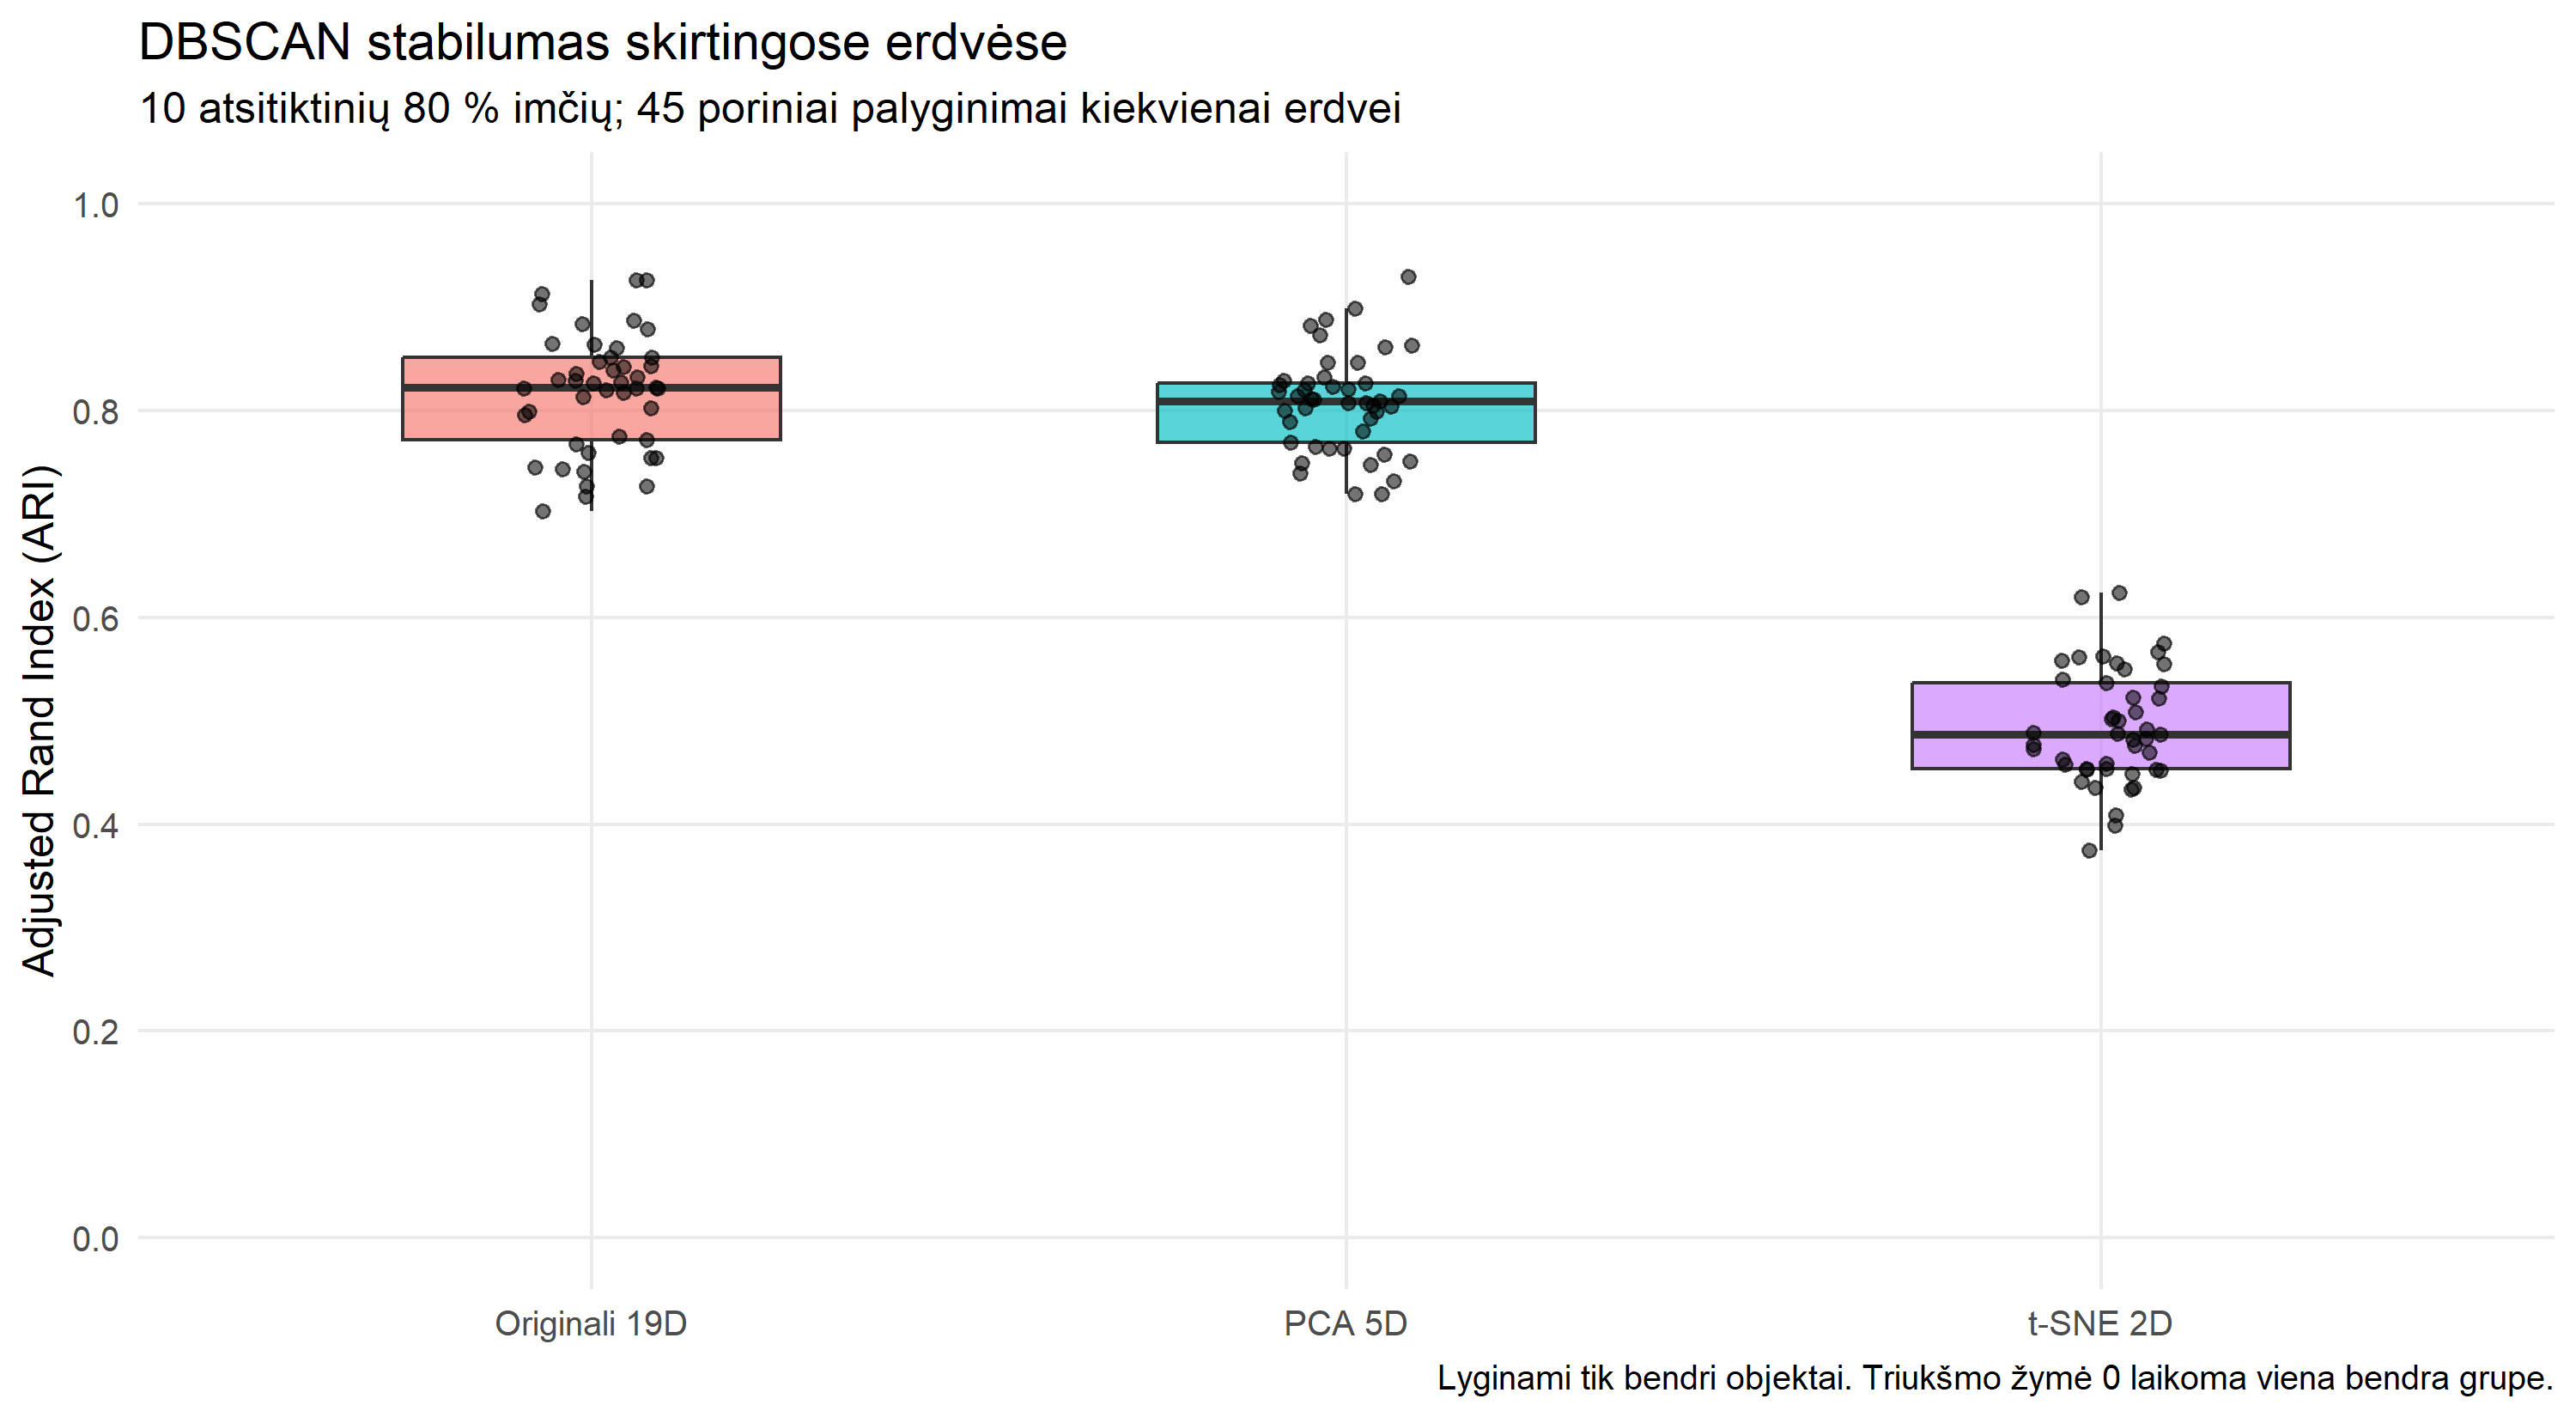 DBSCAN stabilumas skirtingose erdvėse
10 atsitiktinių 80 % imčių; 45 poriniai palyginimai kiekvienai erdvei
Adjusted Rand Index (ARI)
1.0
0.8
0.6
0.4
0.2
0.0
Originali 19D
PCA 5D
t-SNE 2D
Lyginami tik bendri objektai. Triukšmo žymė 0 laikoma viena bendra grupe.